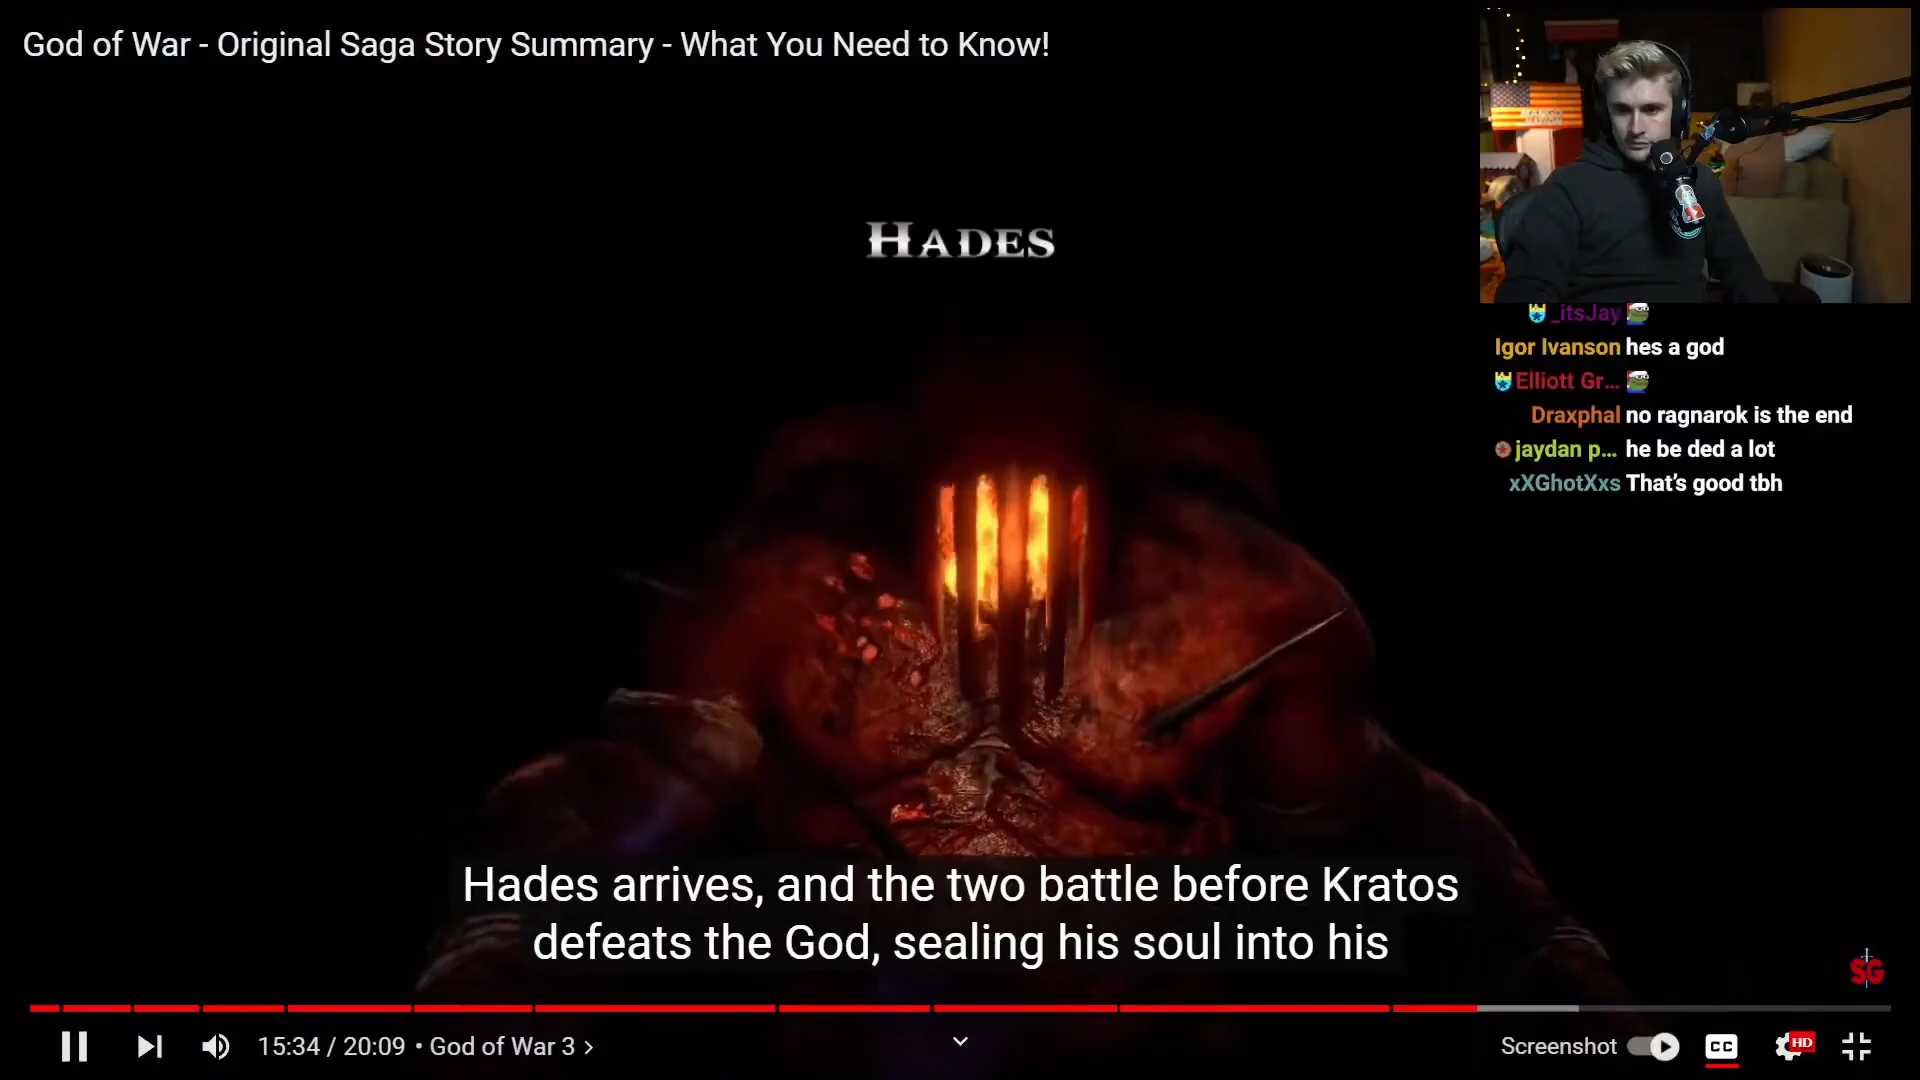 God of War - Original Saga Story Summary - What You Need to Know!
HADES
_itsJay
Igor Ivanson hes a god
Elliott Gr...
Draxphal no ragnarok is the end
jaydan p... he be ded a lot
xXGhotXxs That's good tbh
Hades arrives, and the two battle before Kratos
defeats the God, sealing his soul into his
SG
15:34 / 20:09 • God of War 3 >
Screenshot
CC
HD